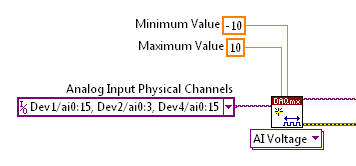 Minimum Value -10
Maximum Value 10
Analog Input Physical Channels
I/O Dev1/ai0:15, Dev2/ai0:3, Dev4/ai0:15
DAQmx
AI Voltage